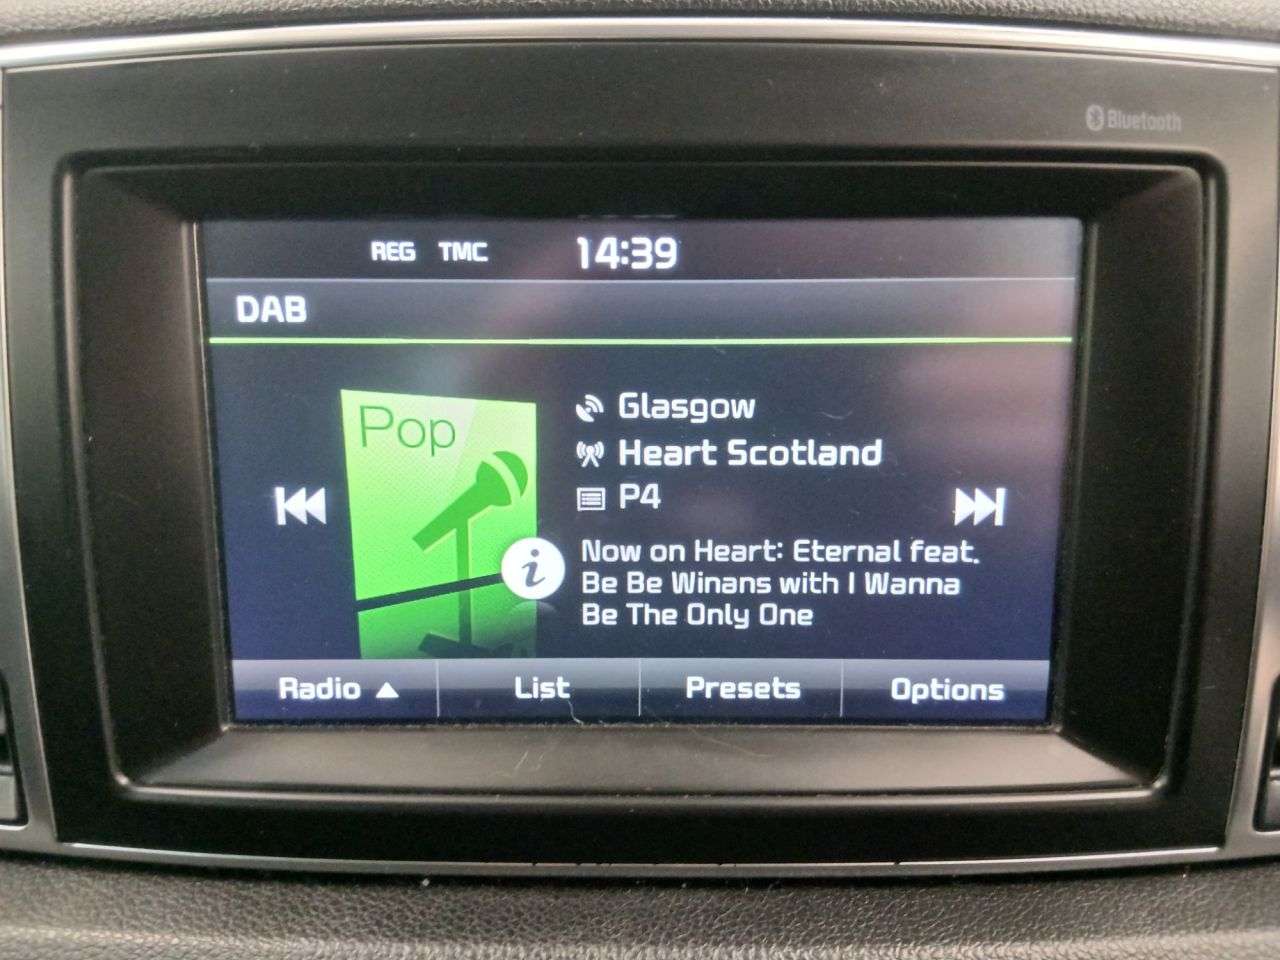 Bluetooth
REG TMC 14:39
DAB
Pop
Glasgow
Heart Scotland
P4
i
Now on Heart: Eternal feat.
Be Be Winans with I Wanna
Be The Only One
Radio ▲ List Presets Options